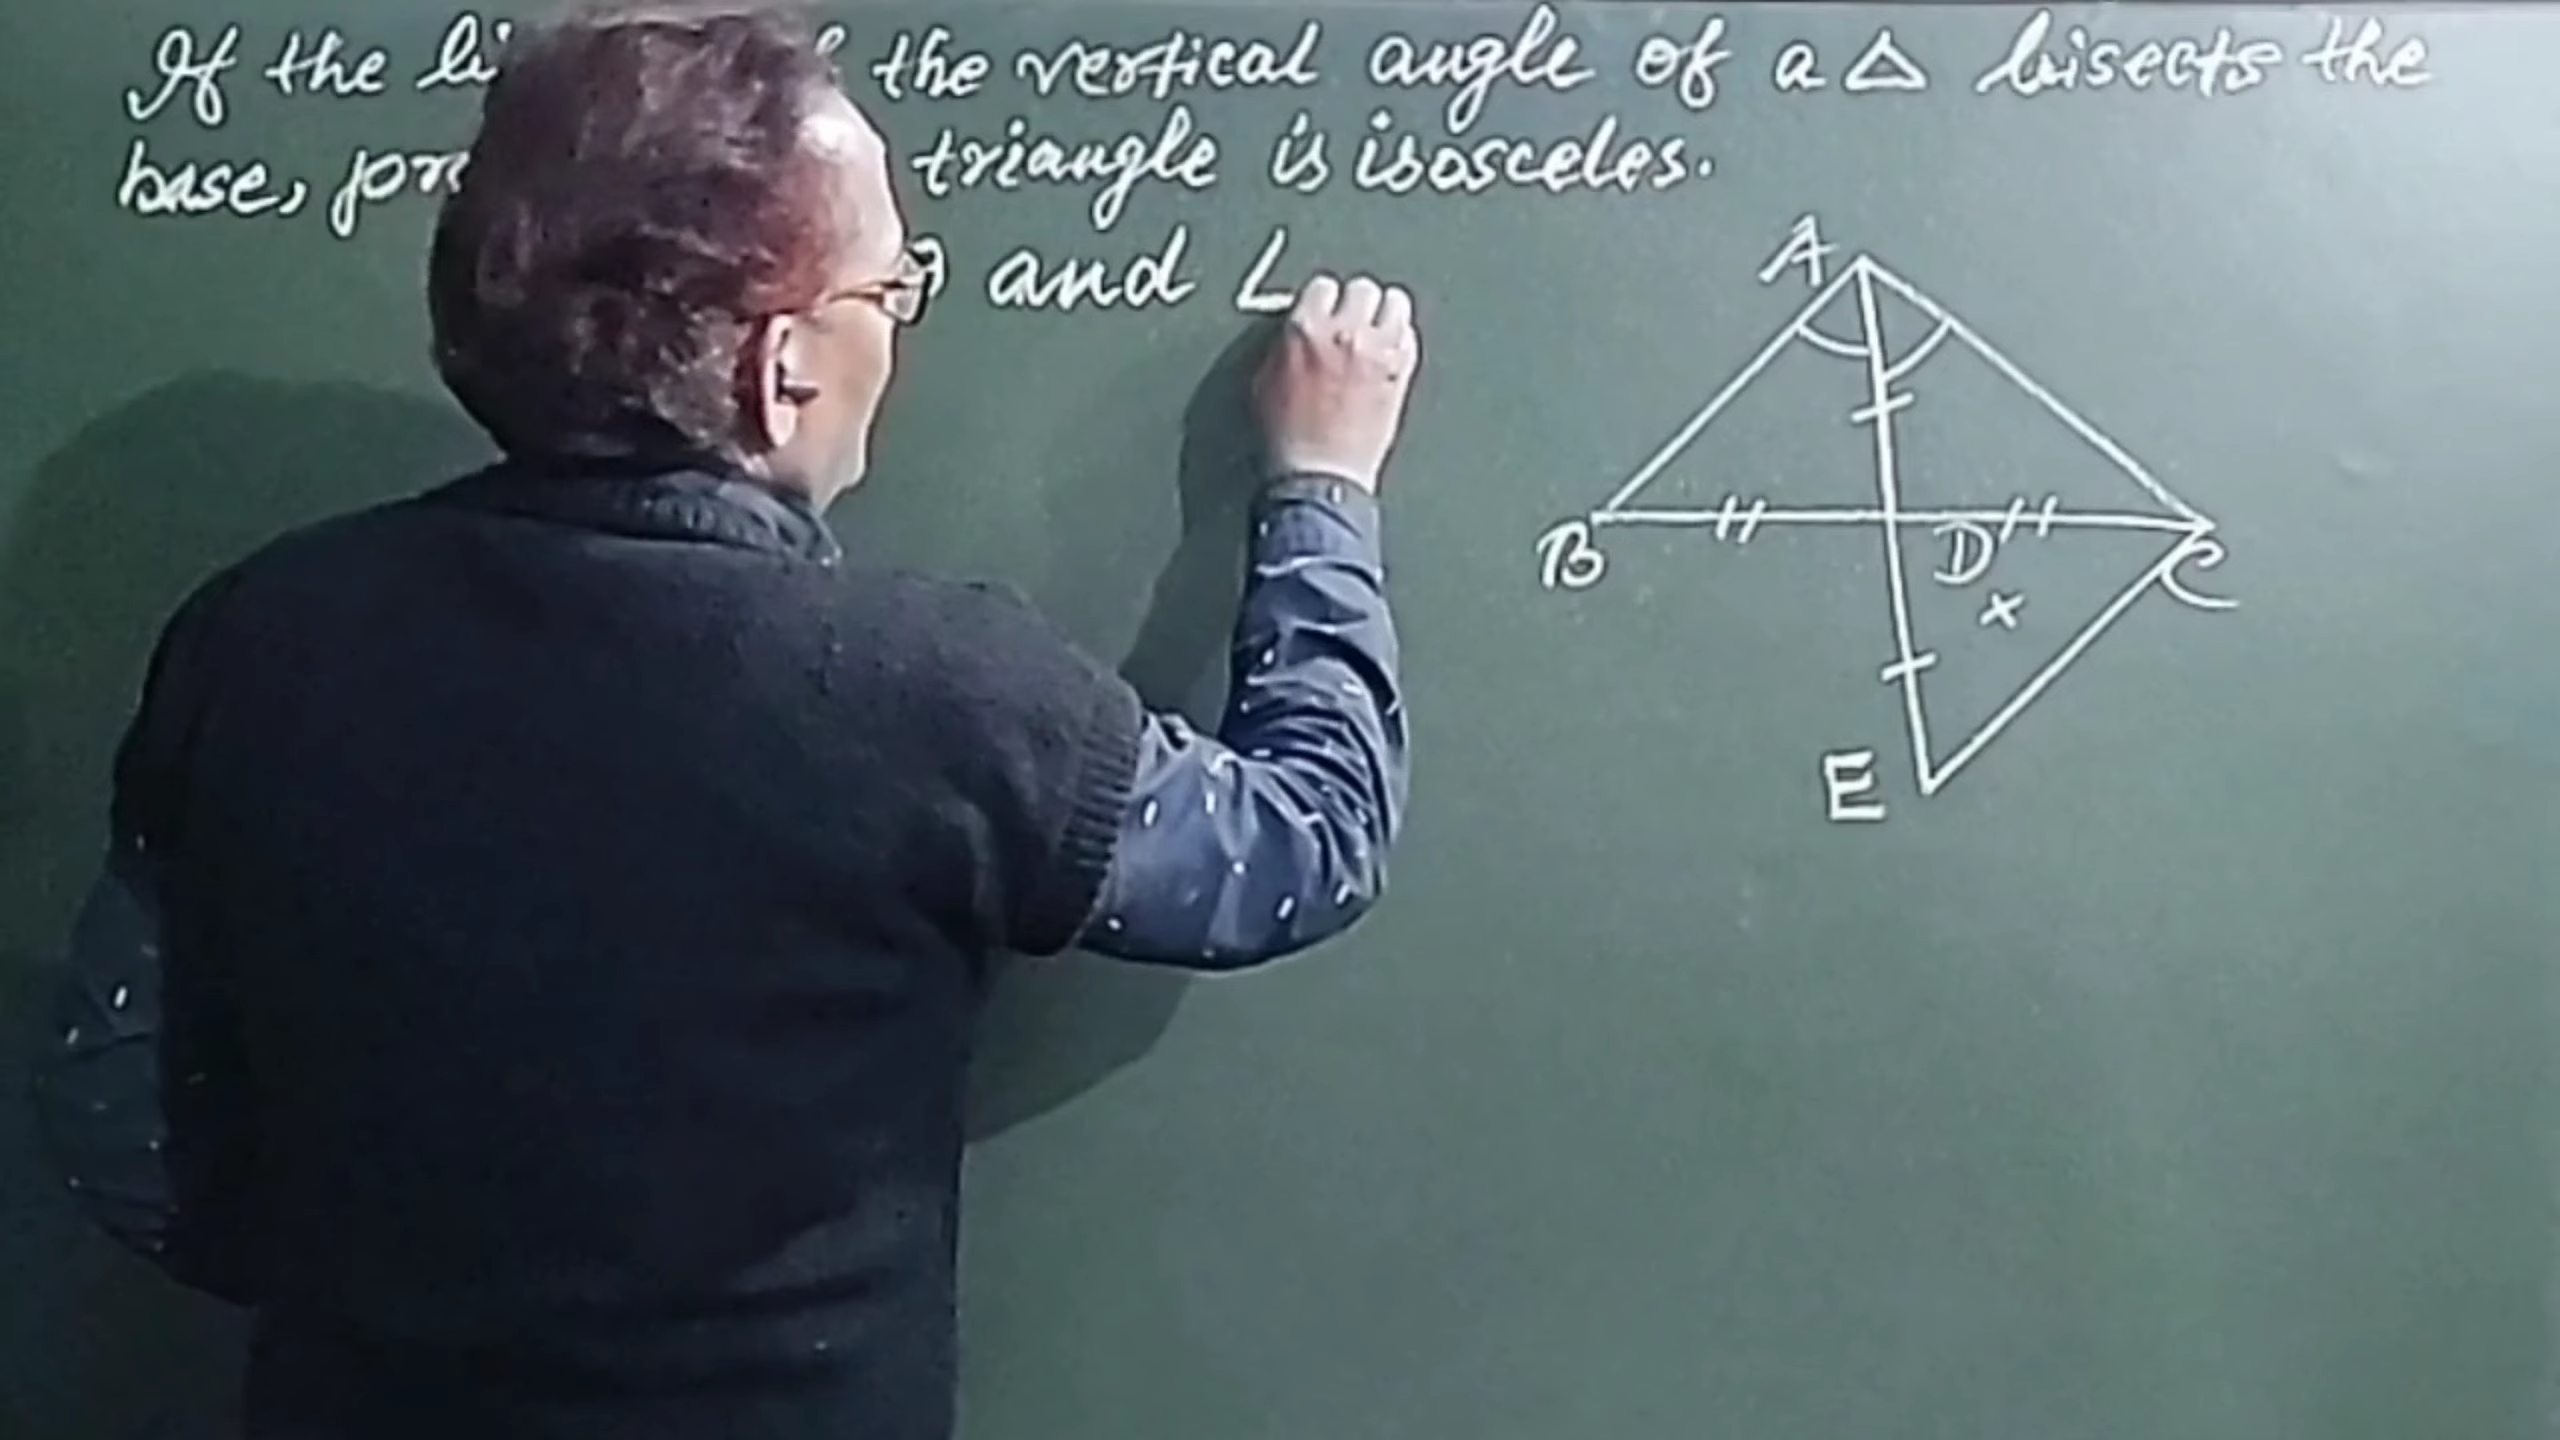 If the the vertical angle of a △ bisects the
base, triangle is isosceles.
and ∠
A
B
D
C
×
E